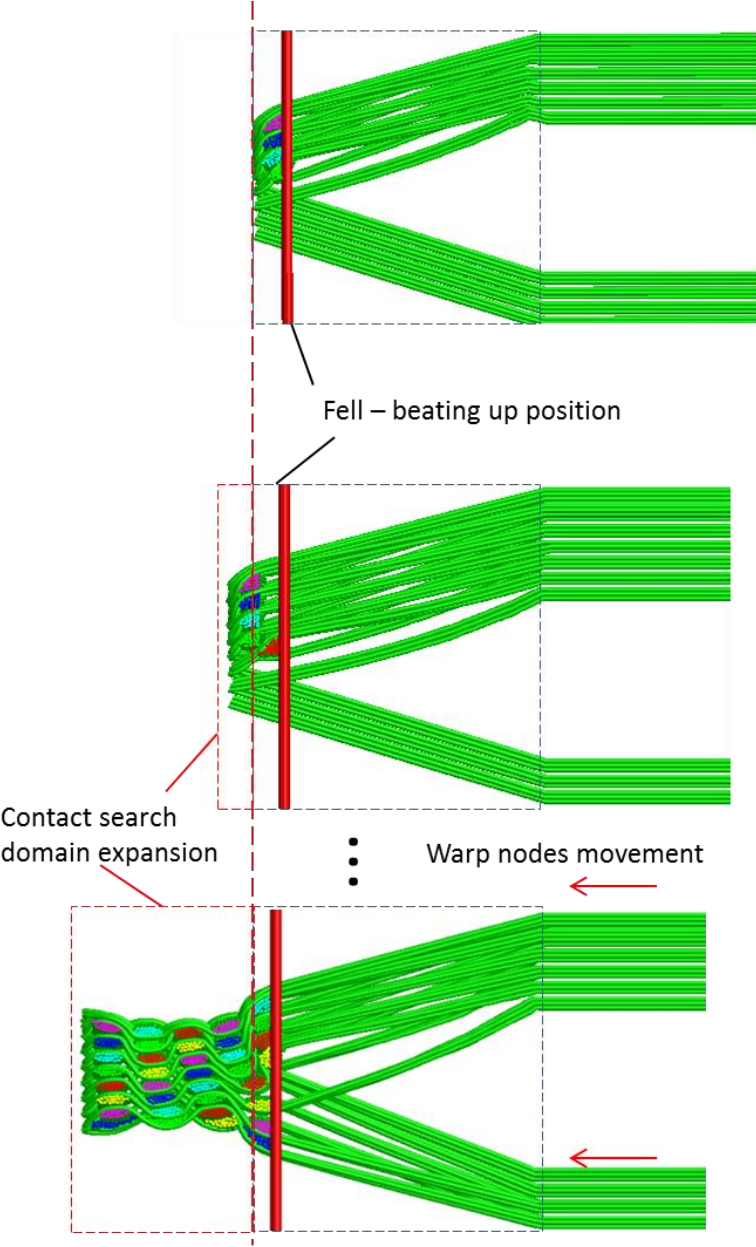 Fell – beating up position
Contact search
domain expansion
Warp nodes movement